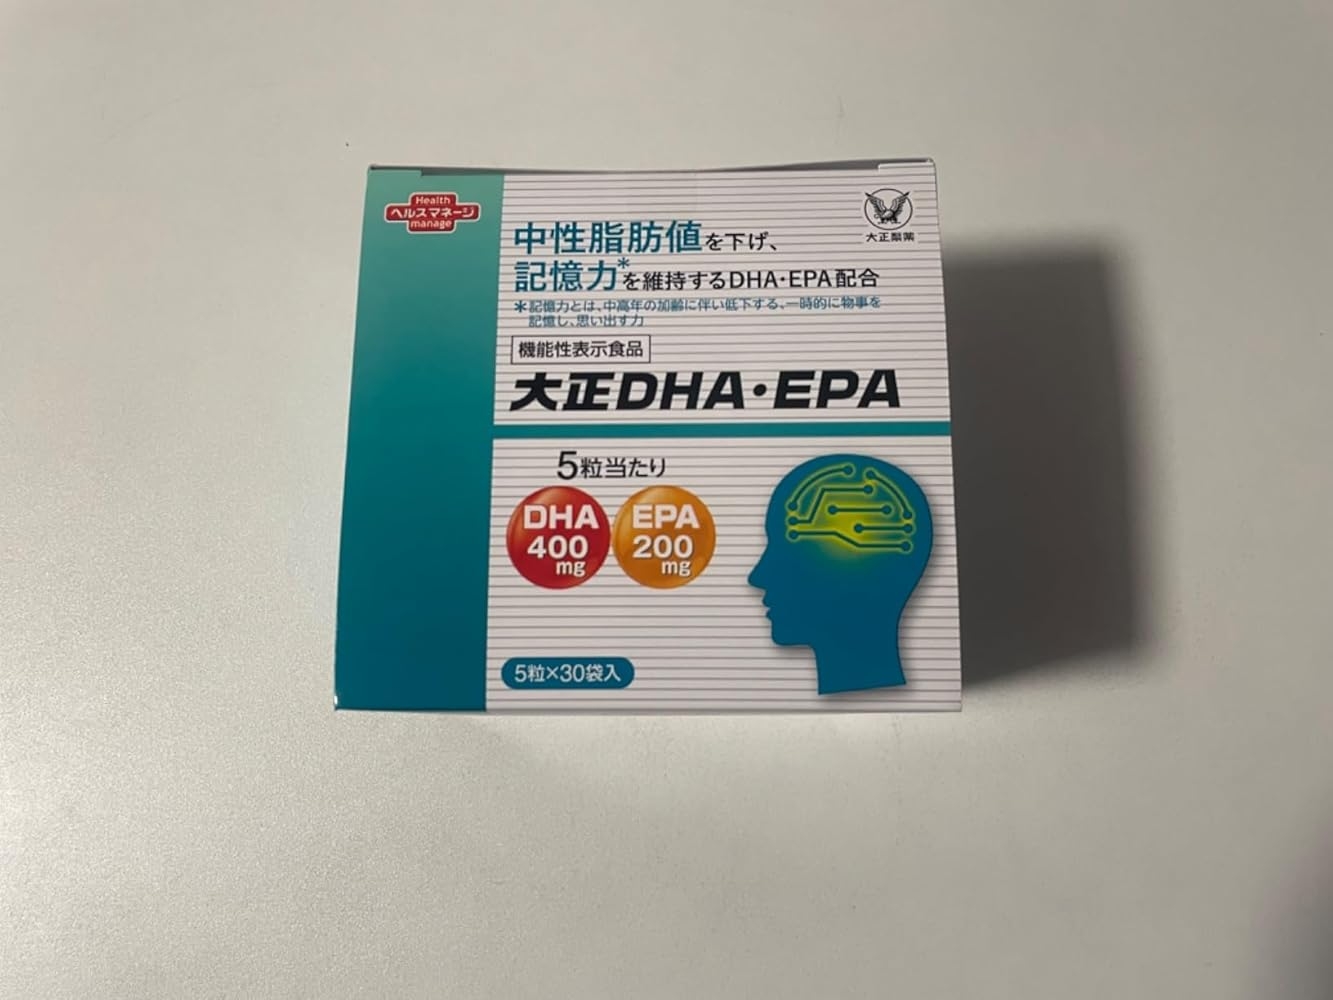 Health
ヘルスマネージ
manage
大正製薬
中性脂肪値を下げ、
記憶力*を維持するDHA・EPA配合
*記憶力とは、中高年の加齢に伴い低下する、一時的に物事を
記憶し、思い出す力
機能性表示食品
大正DHA・EPA
5粒当たり
DHA
400
mg
EPA
200
mg
5粒×30袋入